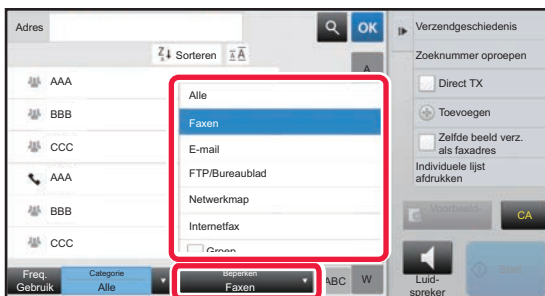 Adres
OK
Verzendgeschiedenis
Sorteren
Zoeknummer oproepen
A
AAA
Alle
Direct TX
BBB
Faxen
Toevoegen
CCC
E-mail
Zelfde beeld verz.
als faxadres
AAA
FTP/Bureaublad
Individuele lijst
afdrukken
BBB
Netwerkmap
CCC
Internetfax
Voorbeeld-
CA
Groep
Freq.
Gebruik
Categorie
Alle
Beperken
Faxen
ABC
W
Luid-
spreker
Start